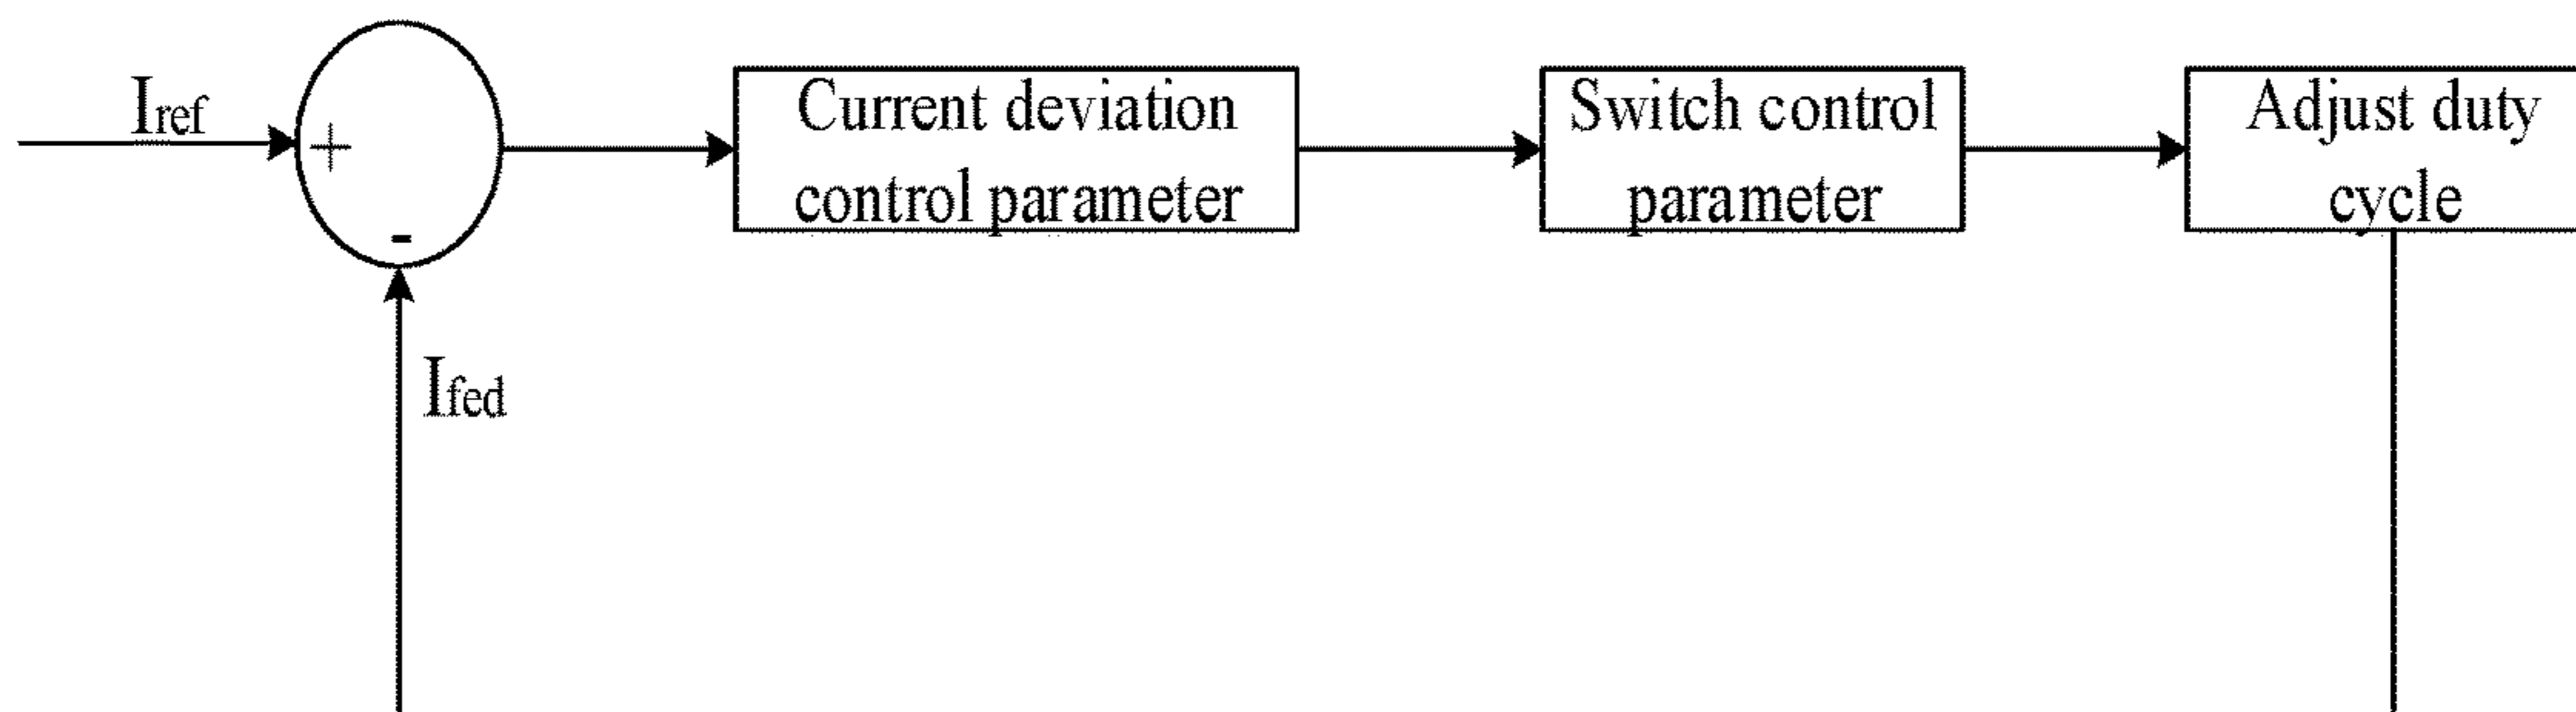 Iref
+
-
Current deviation
control parameter
Switch control
parameter
Adjust duty
cycle
Ifed